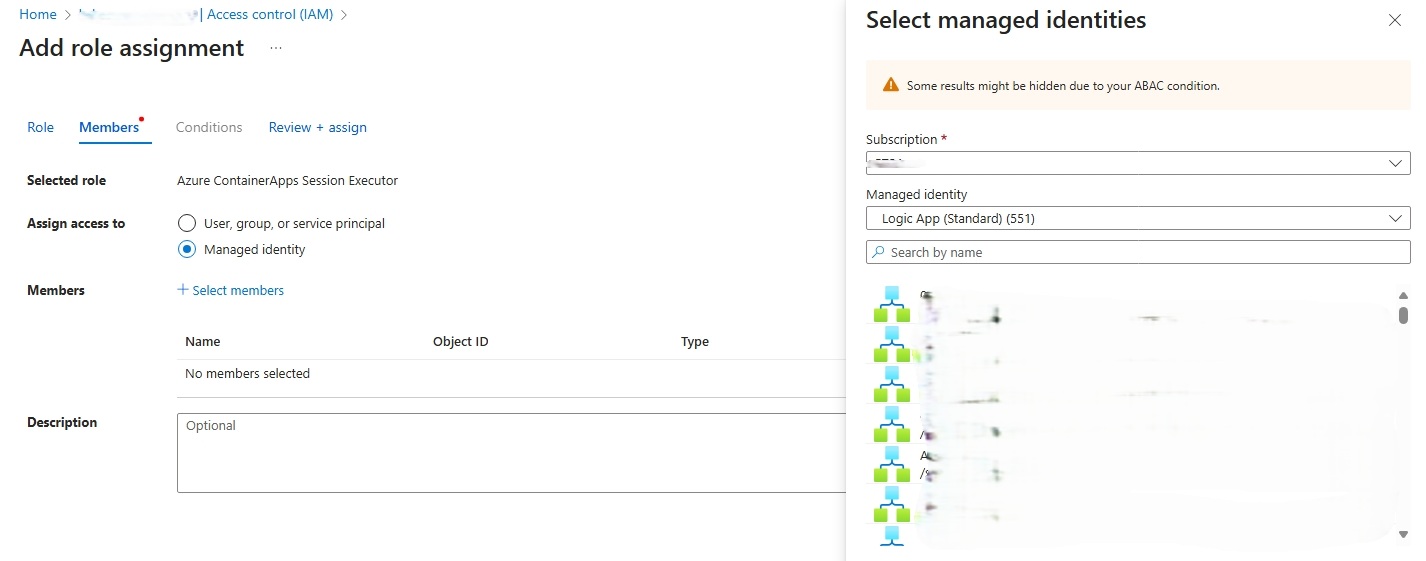 Home > | Access control (IAM) >
Add role assignment ...
Role Members Conditions Review + assign
Selected role Azure ContainerApps Session Executor
Assign access to User, group, or service principal
Managed identity
Members + Select members
Name Object ID Type
No members selected
Description Optional
Select managed identities
Some results might be hidden due to your ABAC condition.
Subscription *
Managed identity
Logic App (Standard) (551)
Search by name